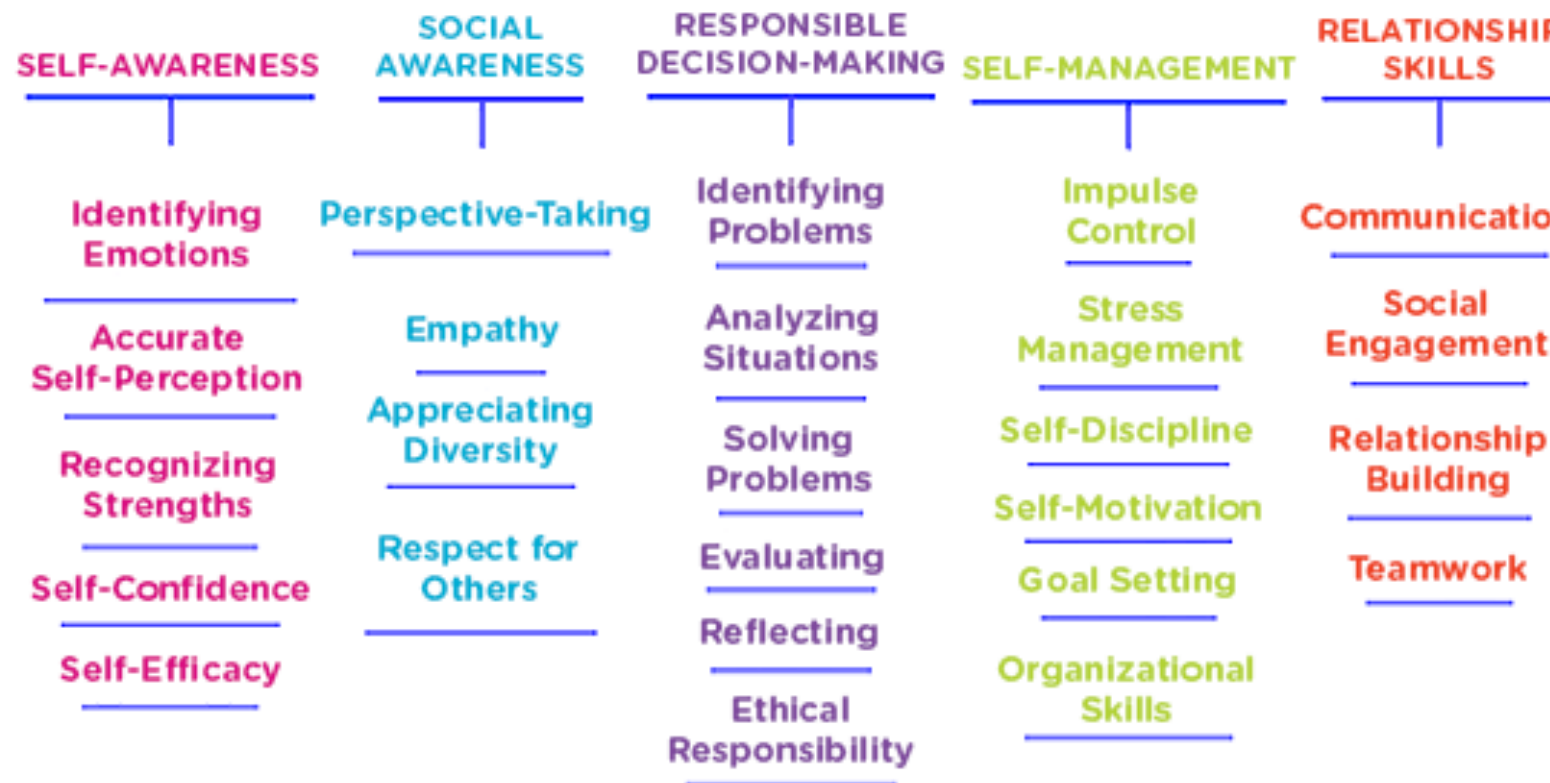 SELF-AWARENESS
Identifying
Emotions
Accurate
Self-Perception
Recognizing
Strengths
Self-Confidence
Self-Efficacy
SOCIAL
AWARENESS
Perspective-Taking
Empathy
Appreciating
Diversity
Respect for
Others
RESPONSIBLE
DECISION-MAKING
Identifying
Problems
Analyzing
Situations
Solving
Problems
Evaluating
Reflecting
Ethical
Responsibility
SELF-MANAGEMENT
Impulse
Control
Stress
Management
Self-Discipline
Self-Motivation
Goal Setting
Organizational
Skills
RELATIONSHIP
SKILLS
Communicatio
Social
Engagement
Relationship
Building
Teamwork